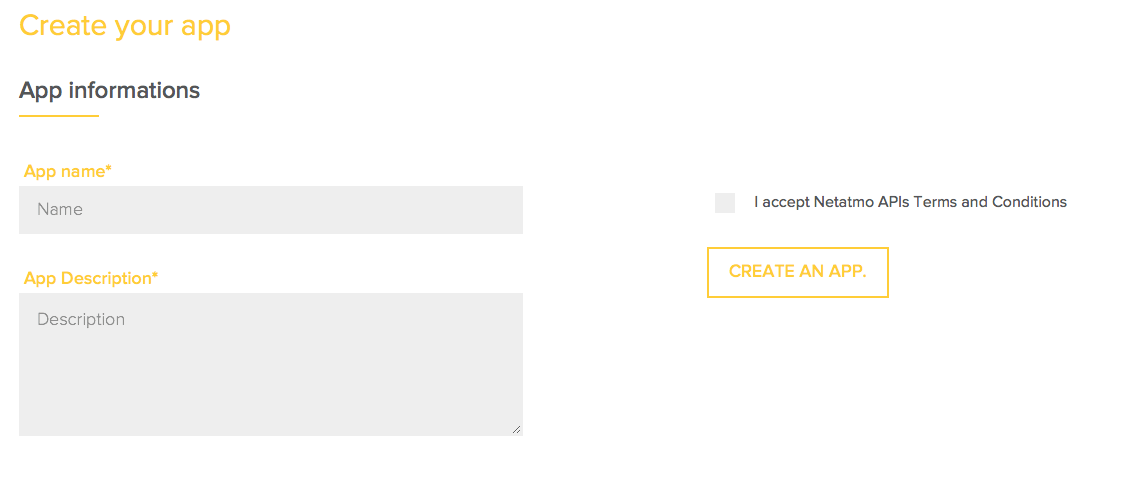 Create your app
App informations
App name*
Name
App Description*
Description
I accept Netatmo APIs Terms and Conditions
CREATE AN APP.